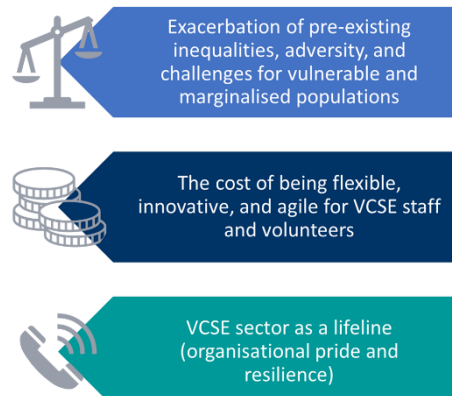 Exacerbation of pre-existing
inequalities, adversity, and
challenges for vulnerable and
marginalised populations
The cost of being flexible,
innovative, and agile for VCSE staff
and volunteers
VCSE sector as a lifeline
(organisational pride and
resilience)